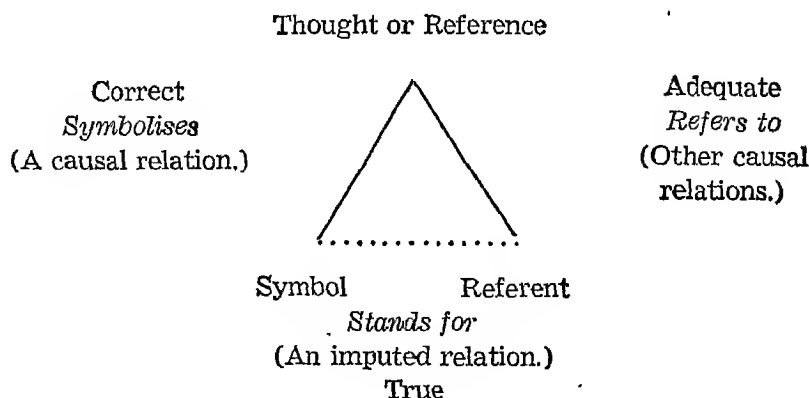 Thought or Reference
Correct
Symbolises
(A causal relation.)
Adequate
Refers to
(Other causal
relations.)
Symbol Referent
Stands for
(An imputed relation.)
True